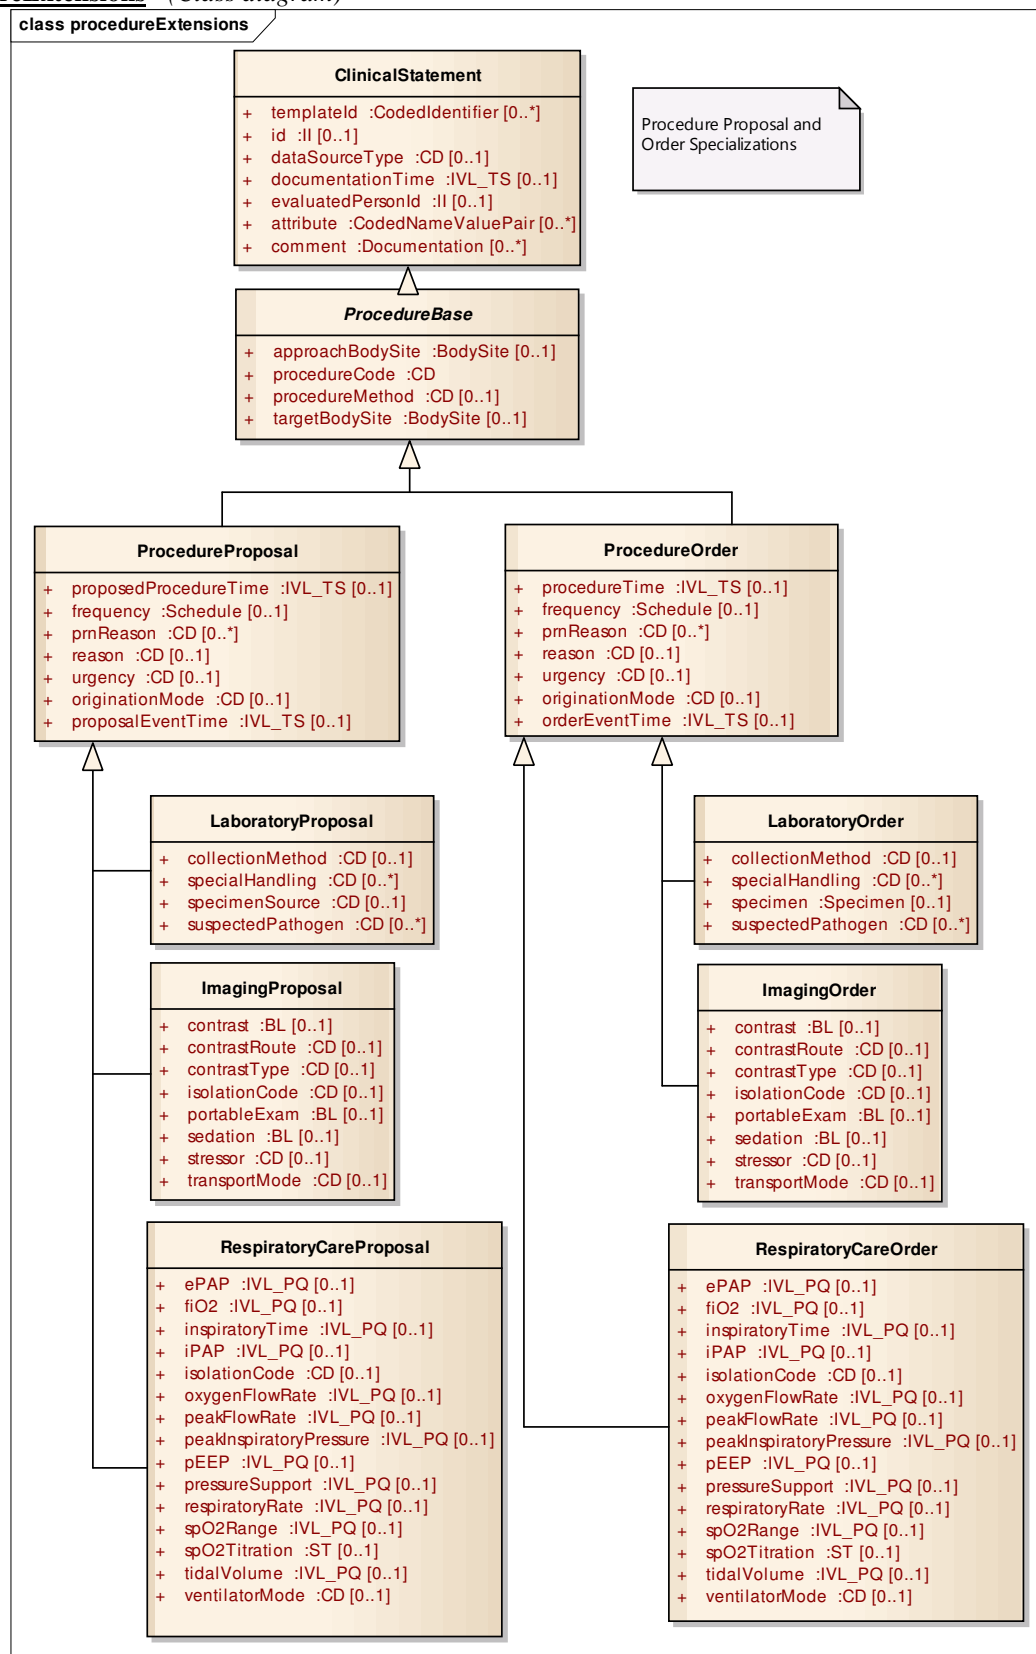 (Class diagram)
class procedureExtensions
ClinicalStatement
+ templateId :CodedIdentifier [0..*]
+ id :II [0..1]
+ dataSourceType :CD [0..1]
+ documentationTime :IVL_TS [0..1]
+ evaluatedPersonId :II [0..1]
+ attribute :CodedNameValuePair [0..*]
+ comment :Documentation [0..*]
Procedure Proposal and
Order Specializations
ProcedureBase
+ approachBodySite :BodySite [0..1]
+ procedureCode :CD
+ procedureMethod :CD [0..1]
+ targetBodySite :BodySite [0..1]
ProcedureProposal
+ proposedProcedureTime :IVL_TS [0..1]
+ frequency :Schedule [0..1]
+ prnReason :CD [0..*]
+ reason :CD [0..1]
+ urgency :CD [0..1]
+ originationMode :CD [0..1]
+ proposalEventTime :IVL_TS [0..1]
ProcedureOrder
+ procedureTime :IVL_TS [0..1]
+ frequency :Schedule [0..1]
+ prnReason :CD [0..*]
+ reason :CD [0..1]
+ urgency :CD [0..1]
+ originationMode :CD [0..1]
+ orderEventTime :IVL_TS [0..1]
LaboratoryProposal
+ collectionMethod :CD [0..1]
+ specialHandling :CD [0..*]
+ specimenSource :CD [0..1]
+ suspectedPathogen :CD [0..*]
LaboratoryOrder
+ collectionMethod :CD [0..1]
+ specialHandling :CD [0..*]
+ specimen :Specimen [0..1]
+ suspectedPathogen :CD [0..*]
ImagingProposal
+ contrast :BL [0..1]
+ contrastRoute :CD [0..1]
+ contrastType :CD [0..1]
+ isolationCode :CD [0..1]
+ portableExam :BL [0..1]
+ sedation :BL [0..1]
+ stressor :CD [0..1]
+ transportMode :CD [0..1]
ImagingOrder
+ contrast :BL [0..1]
+ contrastRoute :CD [0..1]
+ contrastType :CD [0..1]
+ isolationCode :CD [0..1]
+ portableExam :BL [0..1]
+ sedation :BL [0..1]
+ stressor :CD [0..1]
+ transportMode :CD [0..1]
RespiratoryCareProposal
+ ePAP :IVL_PQ [0..1]
+ fiO2 :IVL_PQ [0..1]
+ inspiratoryTime :IVL_PQ [0..1]
+ iPAP :IVL_PQ [0..1]
+ isolationCode :CD [0..1]
+ oxygenFlowRate :IVL_PQ [0..1]
+ peakFlowRate :IVL_PQ [0..1]
+ peakInspiratoryPressure :IVL_PQ [0..1]
+ pEEP :IVL_PQ [0..1]
+ pressureSupport :IVL_PQ [0..1]
+ respiratoryRate :IVL_PQ [0..1]
+ spO2Range :IVL_PQ [0..1]
+ spO2Titration :ST [0..1]
+ tidalVolume :IVL_PQ [0..1]
+ ventilatorMode :CD [0..1]
RespiratoryCareOrder
+ ePAP :IVL_PQ [0..1]
+ fiO2 :IVL_PQ [0..1]
+ inspiratoryTime :IVL_PQ [0..1]
+ iPAP :IVL_PQ [0..1]
+ isolationCode :CD [0..1]
+ oxygenFlowRate :IVL_PQ [0..1]
+ peakFlowRate :IVL_PQ [0..1]
+ peakInspiratoryPressure :IVL_PQ [0..1]
+ pEEP :IVL_PQ [0..1]
+ pressureSupport :IVL_PQ [0..1]
+ respiratoryRate :IVL_PQ [0..1]
+ spO2Range :IVL_PQ [0..1]
+ spO2Titration :ST [0..1]
+ tidalVolume :IVL_PQ [0..1]
+ ventilatorMode :CD [0..1]